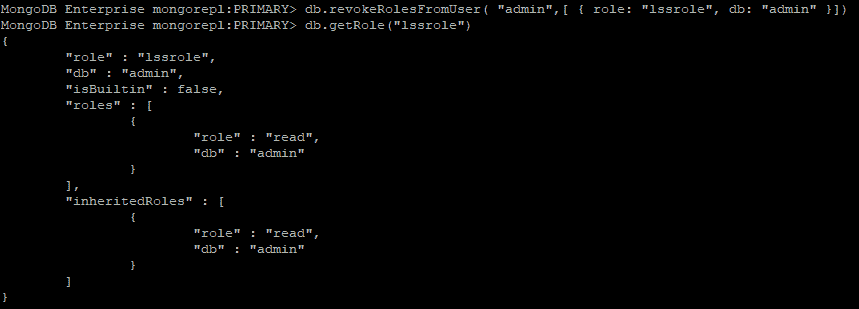 MongoDB Enterprise mongorepl:PRIMARY> db.revokeRolesFromUser( "admin",[ { role: "lssrole", db: "admin" }])
MongoDB Enterprise mongorepl:PRIMARY> db.getRole("lssrole")
{
        "role" : "lssrole",
        "db" : "admin",
        "isBuiltin" : false,
        "roles" : [
                {
                        "role" : "read",
                        "db" : "admin"
                }
        ],
        "inheritedRoles" : [
                {
                        "role" : "read",
                        "db" : "admin"
                }
        ]
}